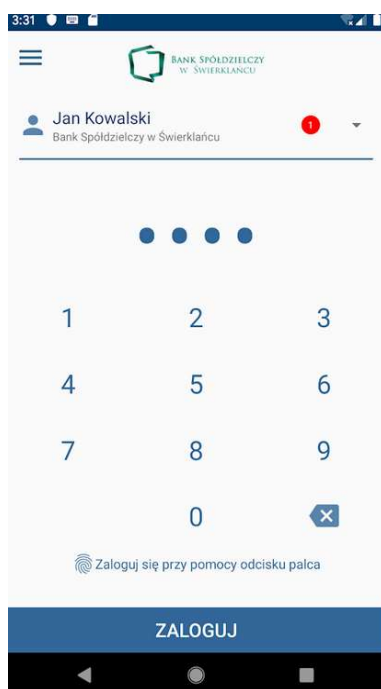 3:31
BANK SPÓŁDZIELCZY
W ŚWIERKLAŃCU
Jan Kowalski
Bank Spółdzielczy w Świerklańcu
1
1 2 3
4 5 6
7 8 9
0
Zaloguj się przy pomocy odcisku palca
ZALOGUJ